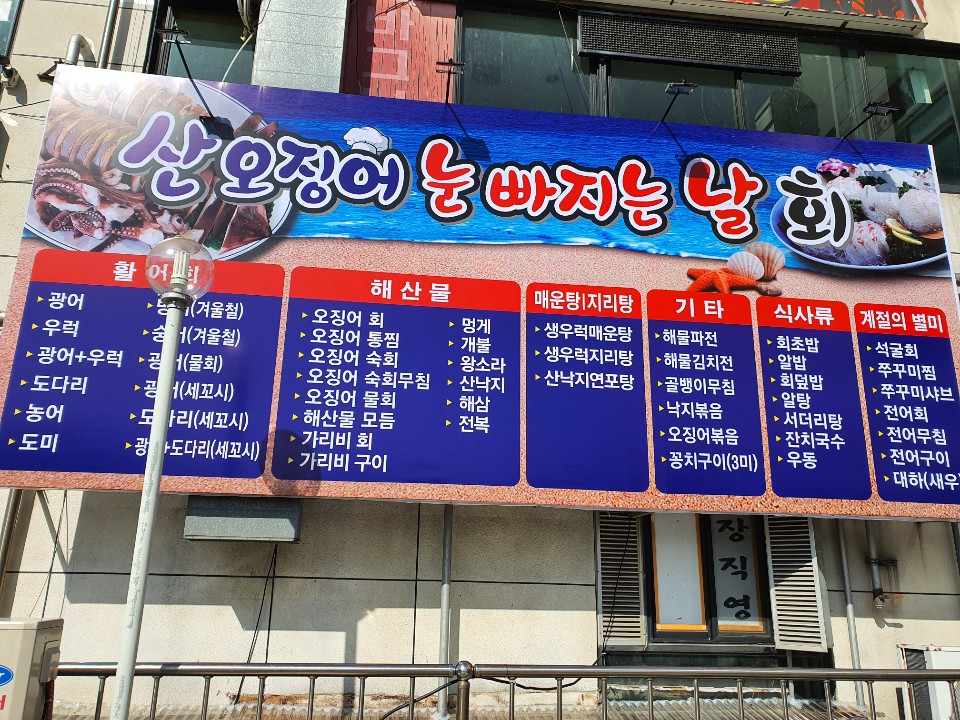 산 오징어 눈 빠지는 날 회
활 어 회
▸광어
▸우럭
▸광어+우럭
▸도다리
▸농어
▸도미
(겨울철)
▸숭어(겨울철)
▸광어(물회)
▸광어(세꼬시)
▸도다리(세꼬시)
▸광어+도다리(세꼬시)
해 산 물
▸오징어 회
▸오징어 통찜
▸오징어 숙회
▸오징어 숙회무침
▸오징어 물회
▸해산물 모듬
▸가리비 회
▸가리비 구이
▸멍게
▸개불
▸왕소라
▸산낙지
▸해삼
▸전복
매운탕|지리탕
▸생우럭매운탕
▸생우럭지리탕
▸산낙지연포탕
기 타
▸해물파전
▸해물김치전
▸골뱅이무침
▸낙지볶음
▸오징어볶음
▸꽁치구이(3미)
식사류
▸회초밥
▸알밥
▸회덮밥
▸알탕
▸서더리탕
▸잔치국수
▸우동
계절의 별미
▸석굴회
▸쭈꾸미찜
▸쭈꾸미샤브
▸전어회
▸전어무침
▸전어구이
▸대하(새우)
장직영